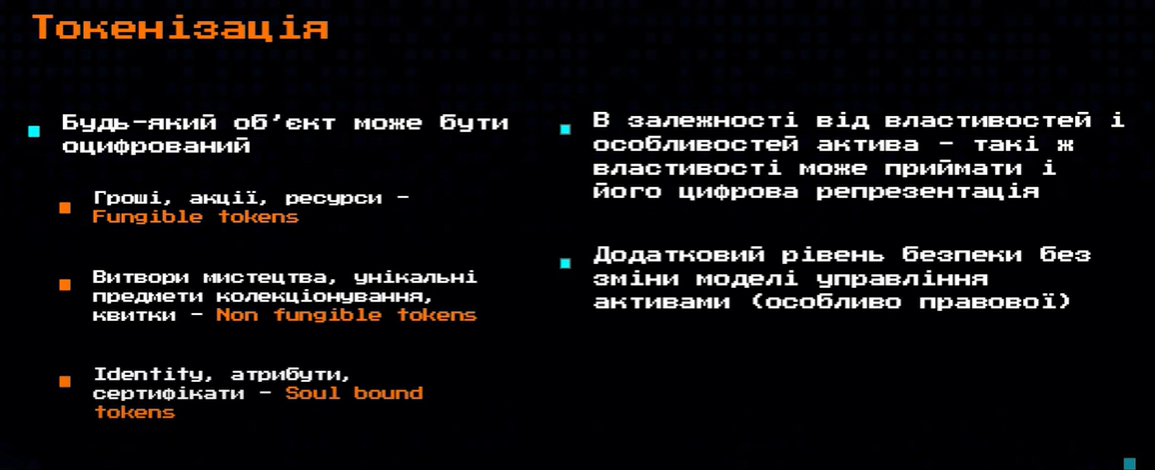 Токенізація
Будь-який об'єкт може бути
оцифрований
Гроші, акції, ресурси -
Fungible tokens
Витвори мистецтва, унікальні
предмети колекціонування,
квитки - Non fungible tokens
Identity, атрибути,
сертифікати - Soul bound
tokens
В залежності від властивостей і
особливостей актива - такі ж
властивості може приймати і
його цифрова репрезентація
Додатковий рівень безпеки без
зміни моделі управління
активами (особливо правової)